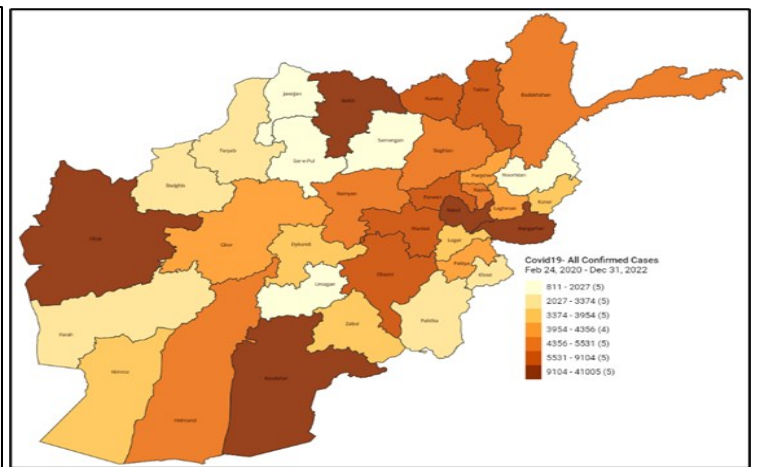 Jawzjan
Balkh
Kunduz
Takhar
Badakhshan
Faryab
Sar-e-Pul
Samangan
Baghlan
Badghis
Panjsher
Nooristan
Bamyan
Parwan
Kapisa
Kunar
Laghman
Kabul
Nangarhar
Hirat
Ghor
Wardak
Daykundi
Logar
Paktya
Khost
Ghazni
Uruzgan
Paktika
Farah
Zabul
Nimroz
Kandahar
Helmand
Covid19- All Confirmed Cases
Feb 24, 2020 - Dec 31, 2022
811 - 2027 (5)
2027 - 3374 (5)
3374 - 3954 (5)
3954 - 4356 (4)
4356 - 5531 (5)
5531 - 9104 (5)
9104 - 41005 (5)